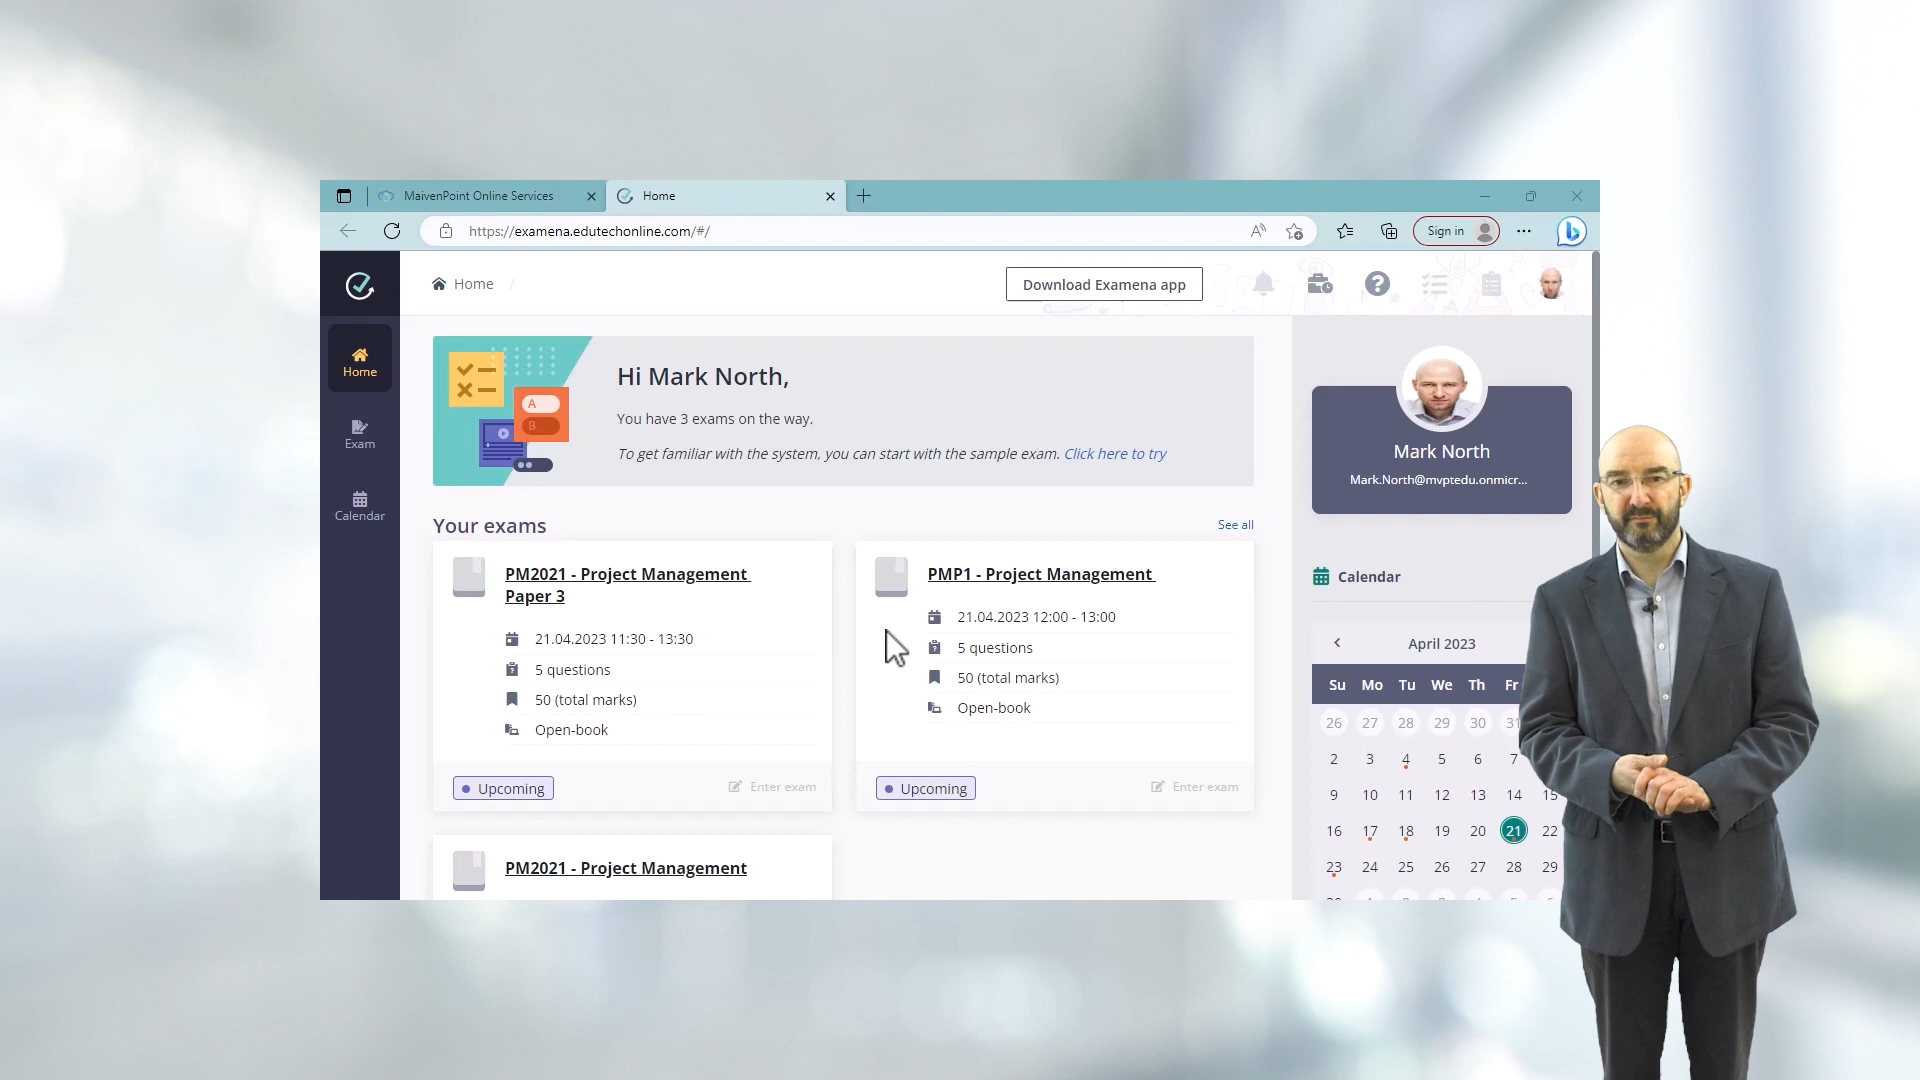 MaivenPoint Online Services
Home
https://examena.edutechonline.com/#/
Sign in
Home /
Download Examena app
Home
Exam
Calendar
Hi Mark North,
You have 3 exams on the way.
To get familiar with the system, you can start with the sample exam. Click here to try
A
B
Your exams
See all
PM2021 - Project Management
Paper 3
21.04.2023 11:30 - 13:30
5 questions
50 (total marks)
Open-book
Upcoming
Enter exam
PMP1 - Project Management
21.04.2023 12:00 - 13:00
5 questions
50 (total marks)
Open-book
Upcoming
Enter exam
PM2021 - Project Management
Mark North
Mark.North@mvptedu.onmicr...
Calendar
April 2023
Su Mo Tu We Th Fr
26 27 28 29 30 31
2 3 4 5 6 7
9 10 11 12 13 14 15
16 17 18 19 20 21 22
23 24 25 26 27 28 29